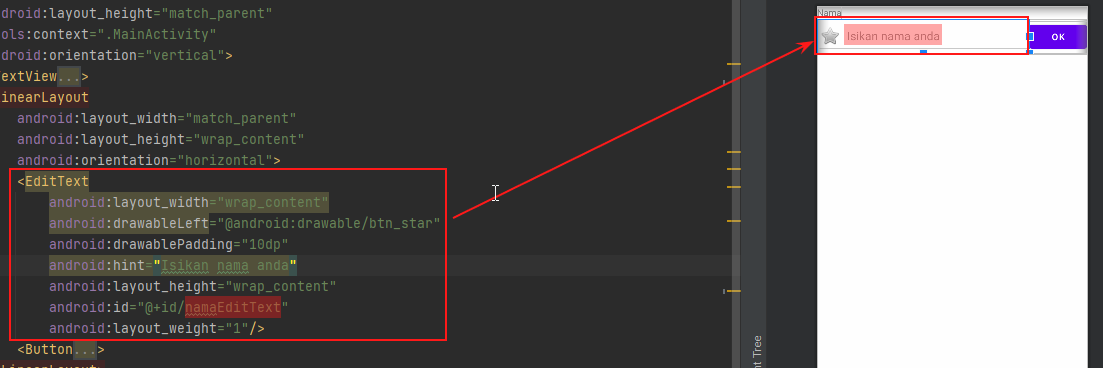 droid:layout_height="match_parent"
ols:context=".MainActivity"
droid:orientation="vertical">
extView...>
inearLayout
android:layout_width="match_parent"
android:layout_height="wrap_content"
android:orientation="horizontal">
<EditText
android:layout_width="wrap_content"
android:drawableLeft="@android:drawable/btn_star"
android:drawablePadding="10dp"
android:hint="Isikan nama anda"
android:layout_height="wrap_content"
android:id="@+id/namaEditText"
android:layout_weight="1"/>
<Button...>
LinearLayout>
nt Tree
Nama
Isikan nama anda
OK